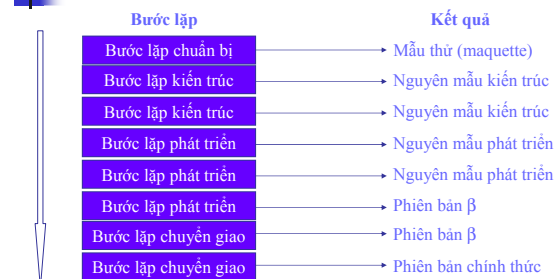 Bước lặp Kết quả
Bước lặp chuẩn bị Mẫu thử (maquette)
Bước lặp kiến trúc Nguyên mẫu kiến trúc
Bước lặp kiến trúc Nguyên mẫu kiến trúc
Bước lặp phát triển Nguyên mẫu phát triển
Bước lặp phát triển Nguyên mẫu phát triển
Bước lặp phát triển Phiên bản β
Bước lặp chuyển giao Phiên bản β
Bước lặp chuyển giao Phiên bản chính thức